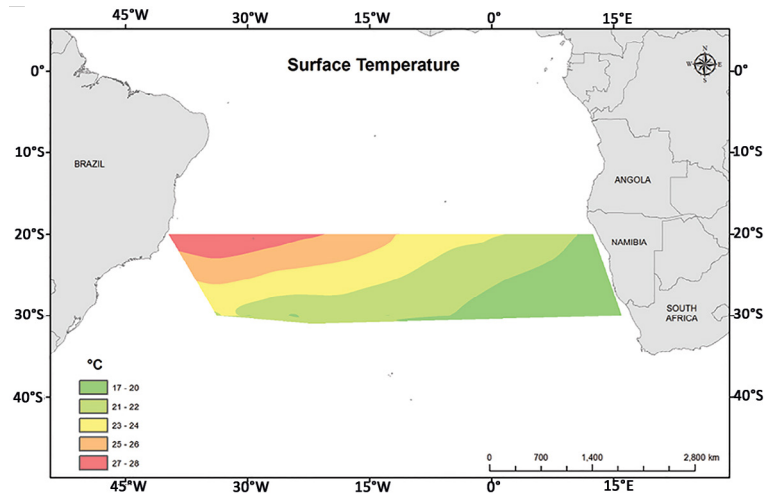 45°W 30°W 15°W 0° 15°E
Surface Temperature
N
W E
S
0° 0°
10°S 10°S
BRAZIL
ANGOLA
20°S 20°S
NAMIBIA
30°S 30°S
SOUTH
AFRICA
°C
17 - 20
21 - 22
23 - 24
25 - 26
27 - 28
40°S 40°S
0 700 1,400 2,800 km
45°W 30°W 15°W 0° 15°E